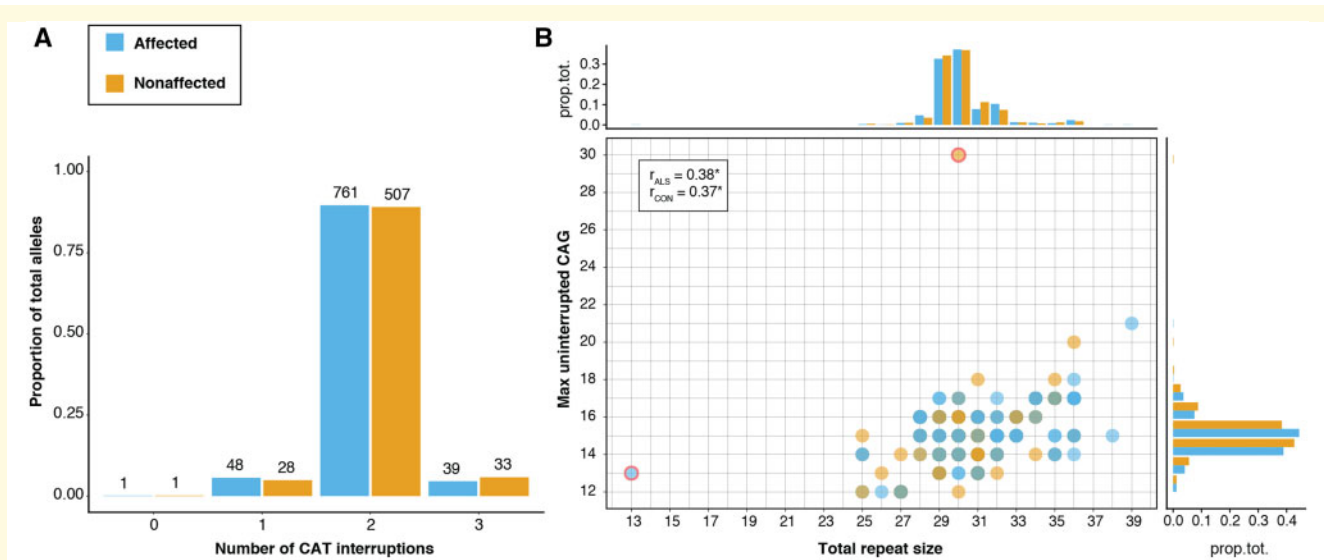 A
Affected
Nonaffected
Proportion of total alleles
1.00
0.75
0.50
0.25
0.00
1 1
48 28
761 507
39 33
0 1 2 3
Number of CAT interruptions
B
prop.tot.
0.3
0.2
0.1
0.0
Max uninterrupted CAG
30
28
26
24
22
20
18
16
14
12
rALS = 0.38*
rCON = 0.37*
13 15 17 19 21 23 25 27 29 31 33 35 37 39
Total repeat size
0.0 0.1 0.2 0.3 0.4
prop.tot.